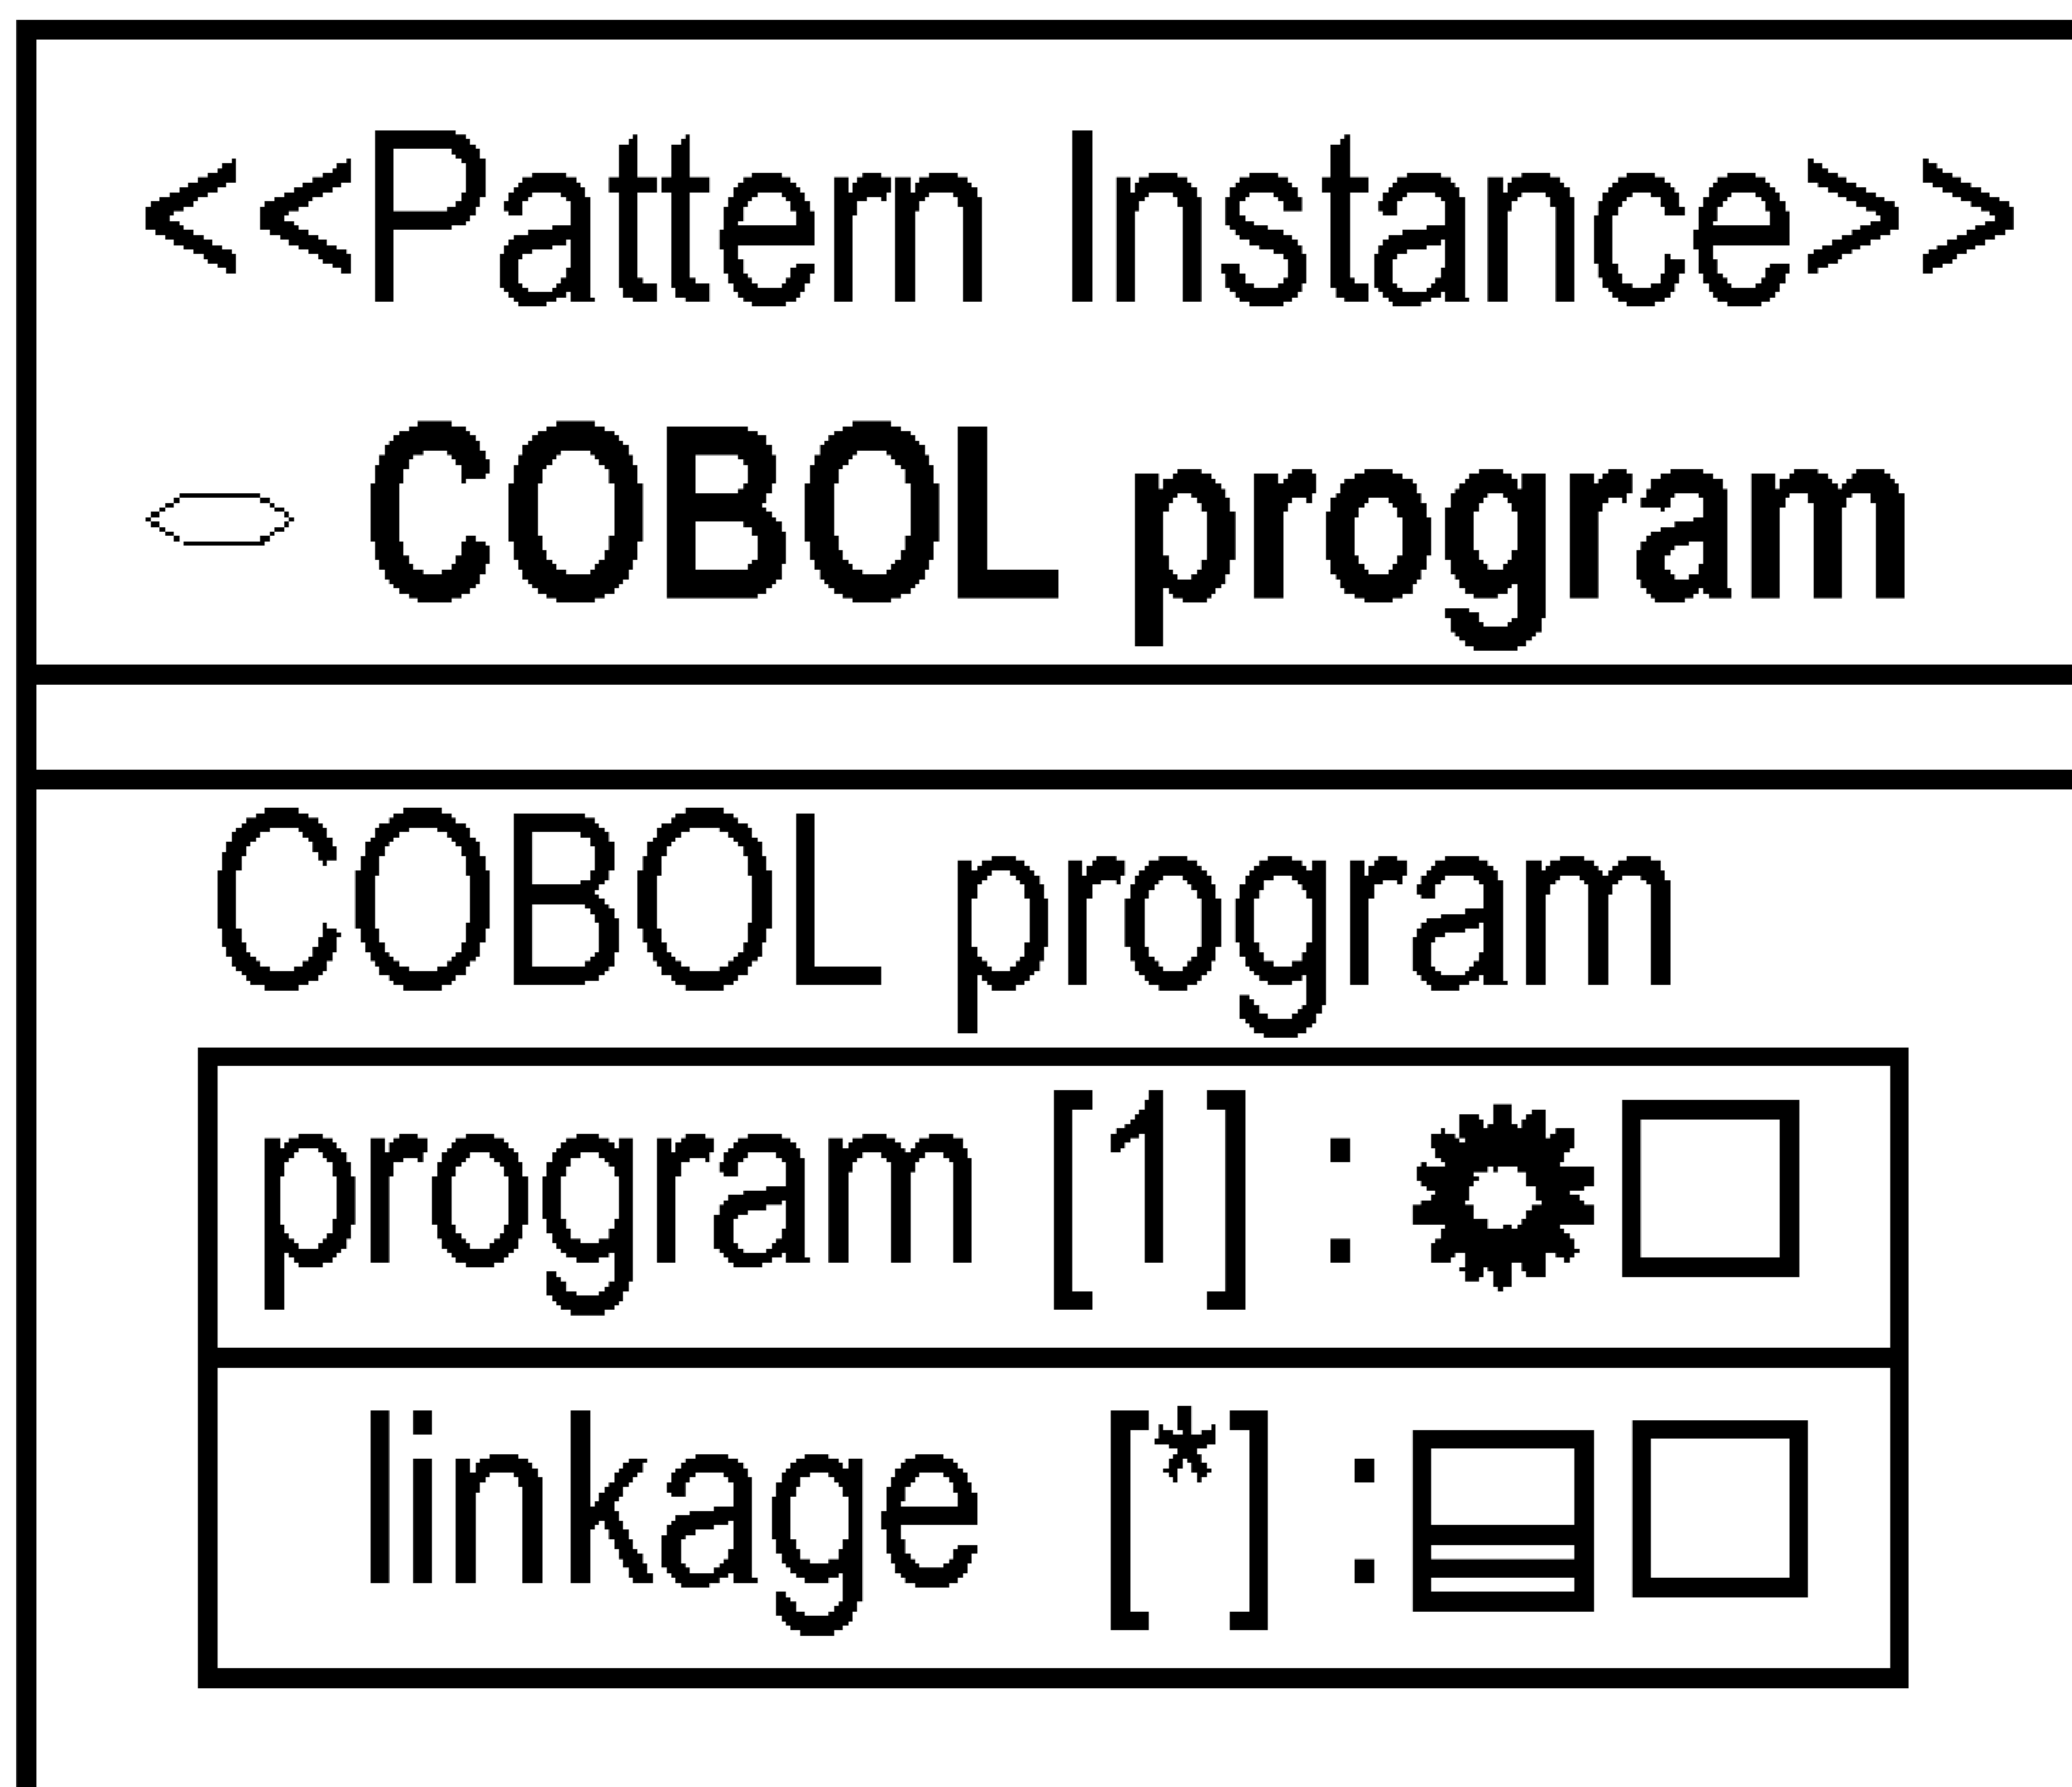 <<Pattern Instance>>
COBOL program
COBOL program
program [1] :
linkage [*] :